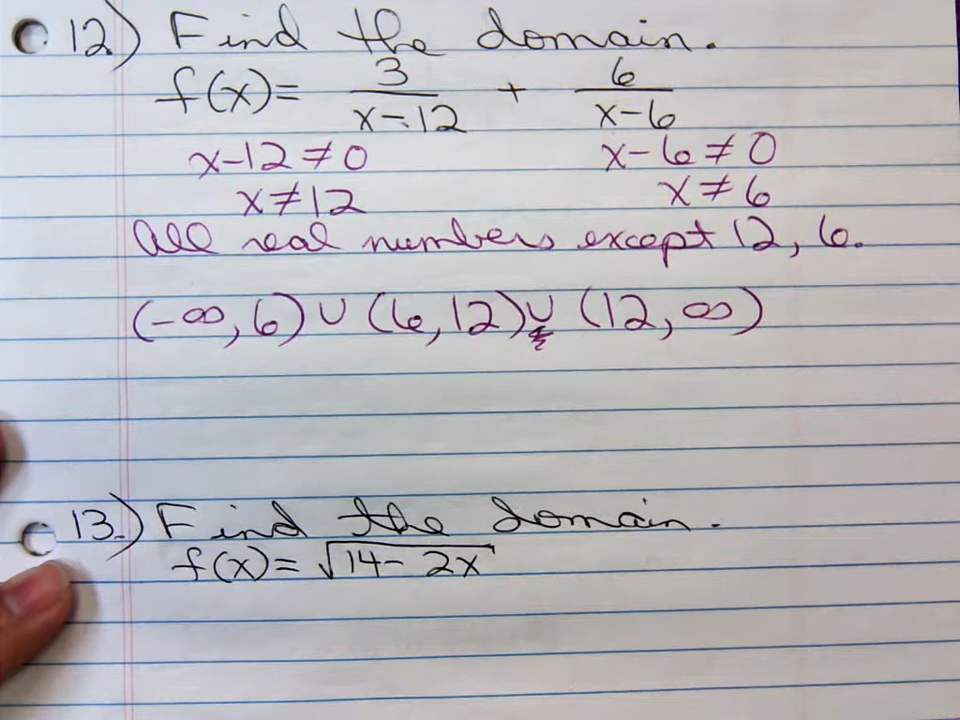 12.) Find the domain.
f(x) = 3/(x-12) + 6/(x-6)
x-12≠0 x-6≠0
x≠12 x≠6
All real numbers except 12, 6.
(-∞,6)∪(6,12)∪(12,∞)
13.) Find the domain.
f(x) = √(14-2x)